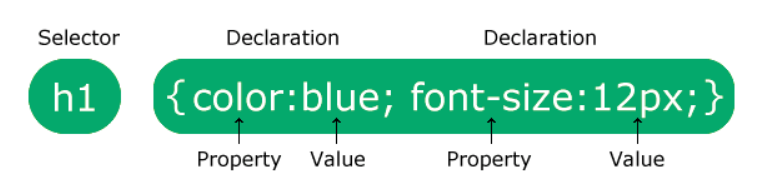 Selector Declaration Declaration
h1 {color:blue; font-size:12px;}
Property Value Property Value